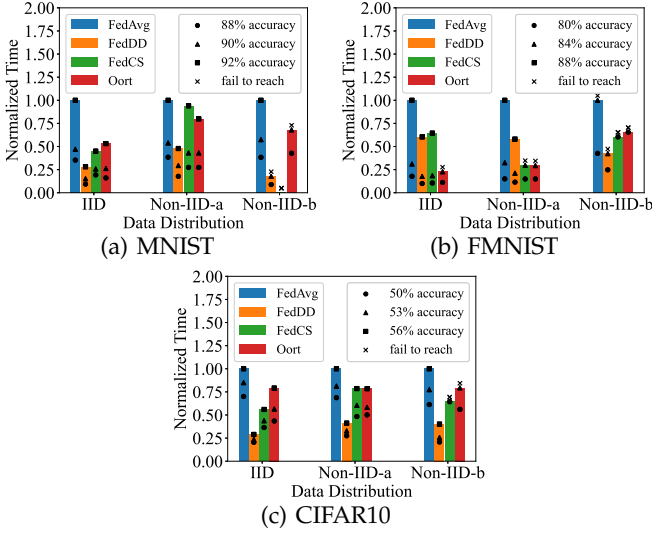 2.00
1.75
1.50
1.25
1.00
0.75
0.50
0.25
0.00
Normalized Time
FedAvg
FedDD
FedCS
Oort
88% accuracy
90% accuracy
92% accuracy
fail to reach
IID
Non-IID-a
Non-IID-b
Data Distribution
(a) MNIST
2.00
1.75
1.50
1.25
1.00
0.75
0.50
0.25
0.00
Normalized Time
FedAvg
FedDD
FedCS
Oort
80% accuracy
84% accuracy
88% accuracy
fail to reach
IID
Non-IID-a
Non-IID-b
Data Distribution
(b) FMNIST
2.00
1.75
1.50
1.25
1.00
0.75
0.50
0.25
0.00
Normalized Time
FedAvg
FedDD
FedCS
Oort
50% accuracy
53% accuracy
56% accuracy
fail to reach
IID
Non-IID-a
Non-IID-b
Data Distribution
(c) CIFAR10